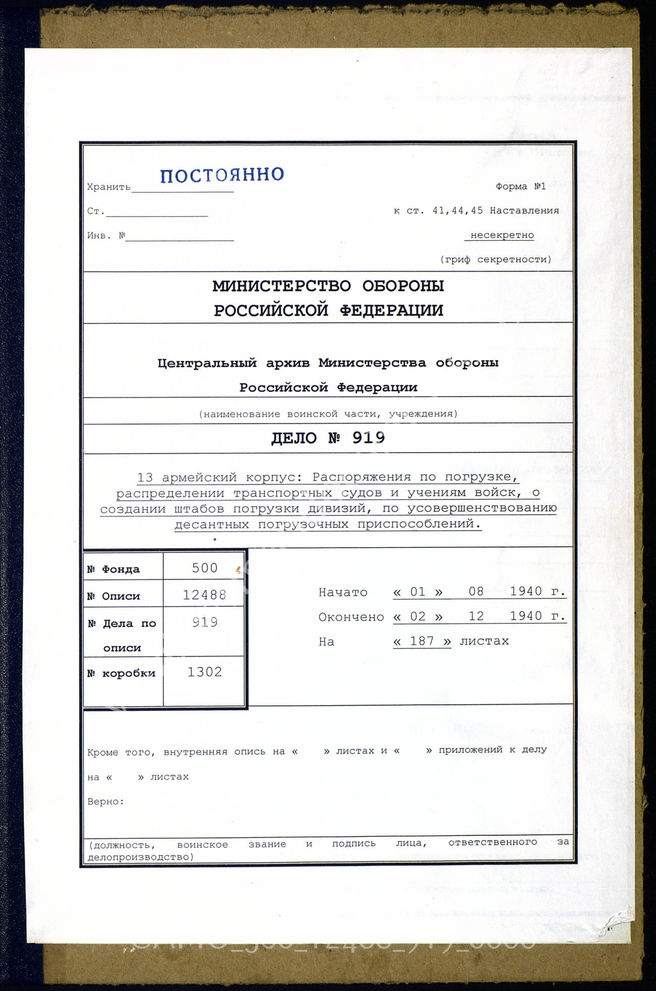 ПОСТОЯННО
Хранить
Форма №1
Ст.
к ст. 41,44,45 Наставления
Инв. №
несекретно
(гриф секретности)
МИНИСТЕРСТВО ОБОРОНЫ
РОССИЙСКОЙ ФЕДЕРАЦИИ
Центральный архив Министерства обороны
Российской Федерации
(наименование воинской части, учреждения)
ДЕЛО № 919
13 армейский корпус: Распоряжения по погрузке,
распределении транспортных судов и учениям войск, о
создании штабов погрузки дивизий, по усовершенствованию
десантных погрузочных приспособлений.
№ Фонда 500
№ Описи 12488
№ Дела по
описи 919
№ коробки 1302
Начато « 01 » 08 1940 г.
Окончено « 02 » 12 1940 г.
На « 187 » листах
Кроме того, внутренняя опись на « » листах и « » приложений к делу
на « » листах
Верно:
(должность, воинское звание и подпись лица, ответственного за
делопроизводство)